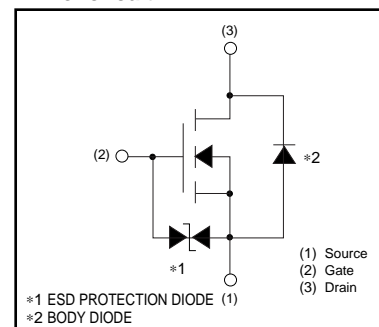 (3)
(2)
∗2
∗1
(1) Source
(2) Gate
(3) Drain
∗1 ESD PROTECTION DIODE (1)
∗2 BODY DIODE